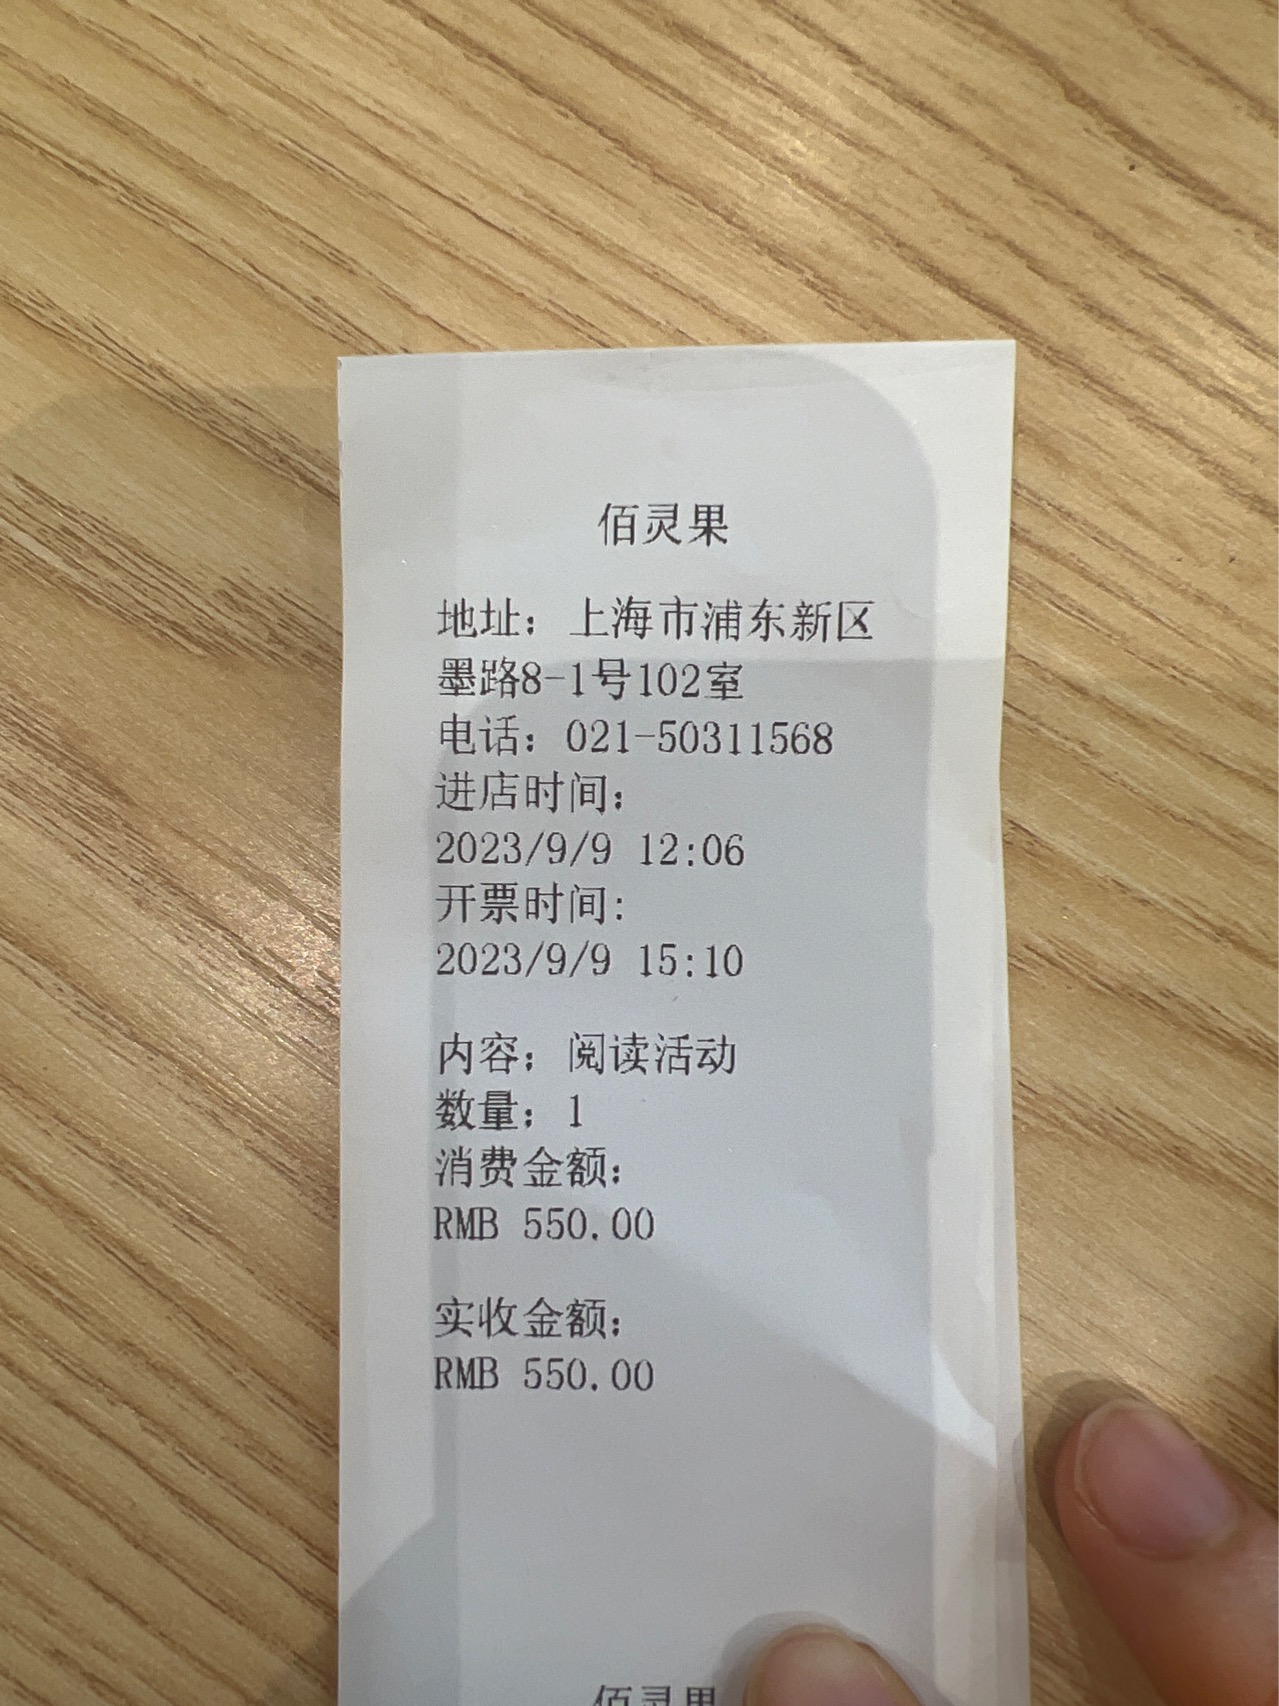 佰灵果
地址：上海市浦东新区
墨路8-1号102室
电话：021-50311568
进店时间：
2023/9/9 12:06
开票时间：
2023/9/9 15:10
内容：阅读活动
数量：1
消费金额：
RMB 550.00
实收金额：
RMB 550.00
佰灵果